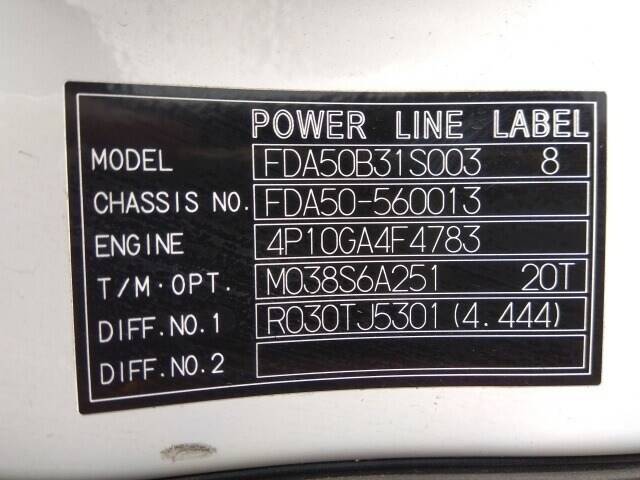 POWER LINE LABEL
MODEL FDA50B31S003 8
CHASSIS NO. FDA50-560013
ENGINE 4P10GA4F4783
T/M·OPT. M038S6A251 20T
DIFF.NO.1 R030TJ5301(4.444)
DIFF.NO.2